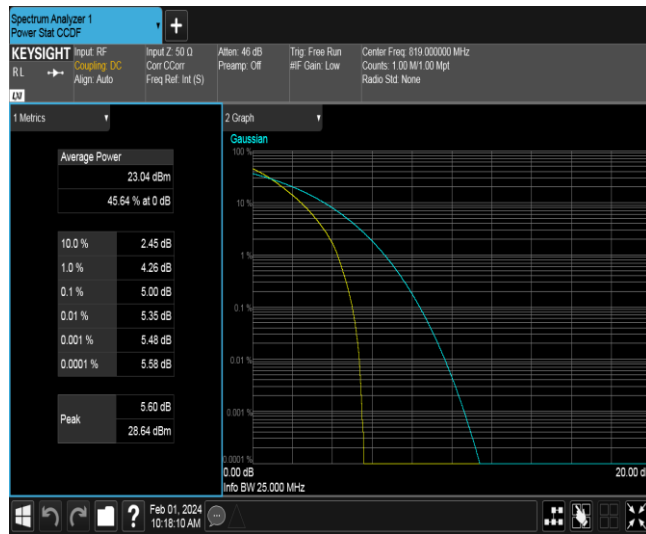 Spectrum Analyzer 1
Power Stat CCDF
+
KEYSIGHT
RL
LXI
Input: RF
Coupling: DC
Align: Auto
Input Z: 50 Ω
Corr CCorr
Freq Ref: Int (S)
Atten: 46 dB
Preamp: Off
Trig: Free Run
#IF Gain: Low
Center Freq: 819.000000 MHz
Counts: 1.00 M/1.00 Mpt
Radio Std: None
1 Metrics
Average Power
23.04 dBm
45.64 % at 0 dB
10.0 % 2.45 dB
1.0 % 4.26 dB
0.1 % 5.00 dB
0.01 % 5.35 dB
0.001 % 5.48 dB
0.0001 % 5.58 dB
Peak
5.60 dB
28.64 dBm
2 Graph
Gaussian
100 %
10 %
1 %
0.1 %
0.01 %
0.001 %
0.0001 %
0.00 dB
20.00 d
Info BW 25.000 MHz
?
Feb 01, 2024
10:18:10 AM